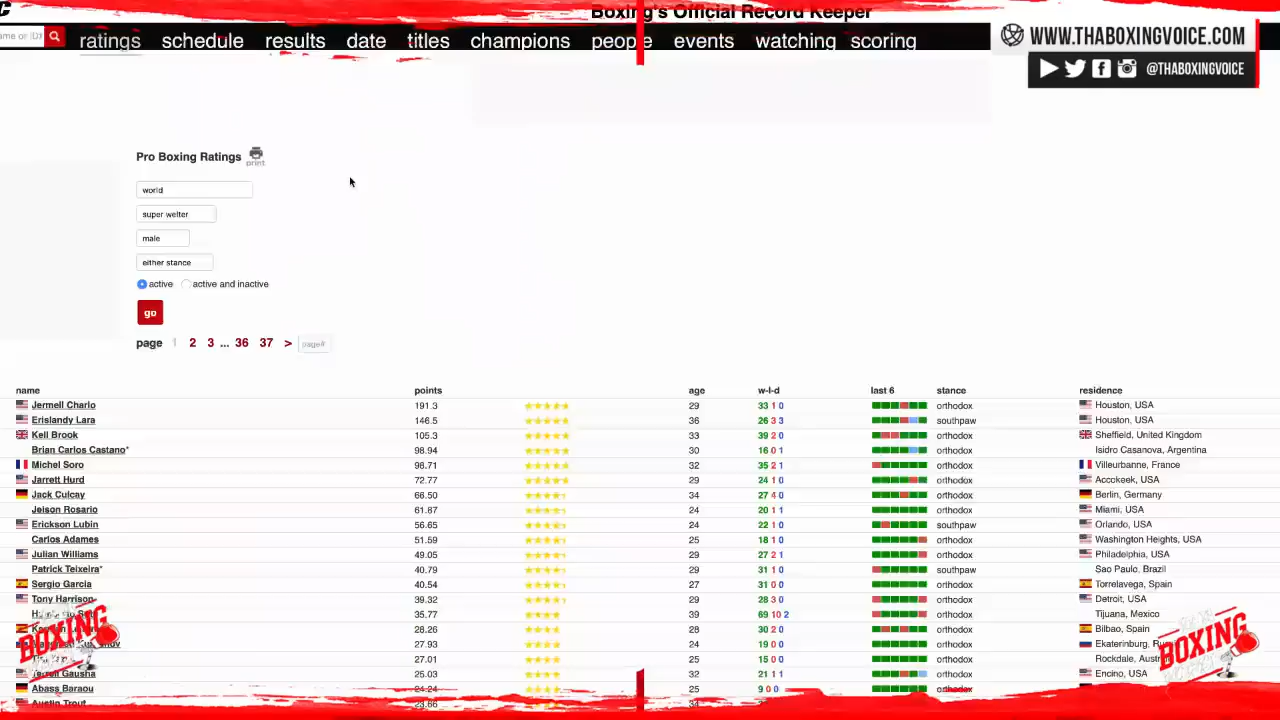 Boxing's Official Record Keeper
ame or ID)
ratings schedule results date titles champions people events watching scoring
WWW.THABOXINGVOICE.COM
@THABOXINGVOICE
Pro Boxing Ratings
print
world
super welter
male
either stance
active active and inactive
go
page 1 2 3 ... 36 37 > page#
name points age w-l-d last 6 stance residence
Jermell Charlo 191.3 29 33 1 0 orthodox Houston, USA
Erislandy Lara 146.5 36 26 3 3 southpaw Houston, USA
Kell Brook 105.3 33 39 2 0 orthodox Sheffield, United Kingdom
Brian Carlos Castano* 98.94 30 16 0 1 orthodox Isidro Casanova, Argentina
Michel Soro 98.71 32 35 2 1 orthodox Villeurbanne, France
Jarrett Hurd 72.77 29 24 1 0 orthodox Accokeek, USA
Jack Culcay 66.50 34 27 4 0 orthodox Berlin, Germany
Jeison Rosario 61.87 24 20 1 1 orthodox Miami, USA
Erickson Lubin 56.65 24 22 1 0 southpaw Orlando, USA
Carlos Adames 51.59 25 18 1 0 orthodox Washington Heights, USA
Julian Williams 49.05 29 27 2 1 orthodox Philadelphia, USA
Patrick Teixeira* 40.79 29 31 1 0 southpaw Sao Paulo, Brazil
Sergio Garcia 40.54 27 31 0 0 orthodox Torrelavega, Spain
Tony Harrison 39.32 29 28 3 0 orthodox Detroit, USA
35.77 39 69 10 2 orthodox Tijuana, Mexico
28.26 28 30 2 0 orthodox Bilbao, Spain
27.93 24 19 0 0 orthodox
27.01 25 15 0 0 orthodox Rockdale,
Terrell Gausha 25.03 32 21 1 1 orthodox Encino, USA
Abass Baraou 24.24 25 9 0 0 orthodox
Austin Trout 23.66 34
BOXING
BOXING